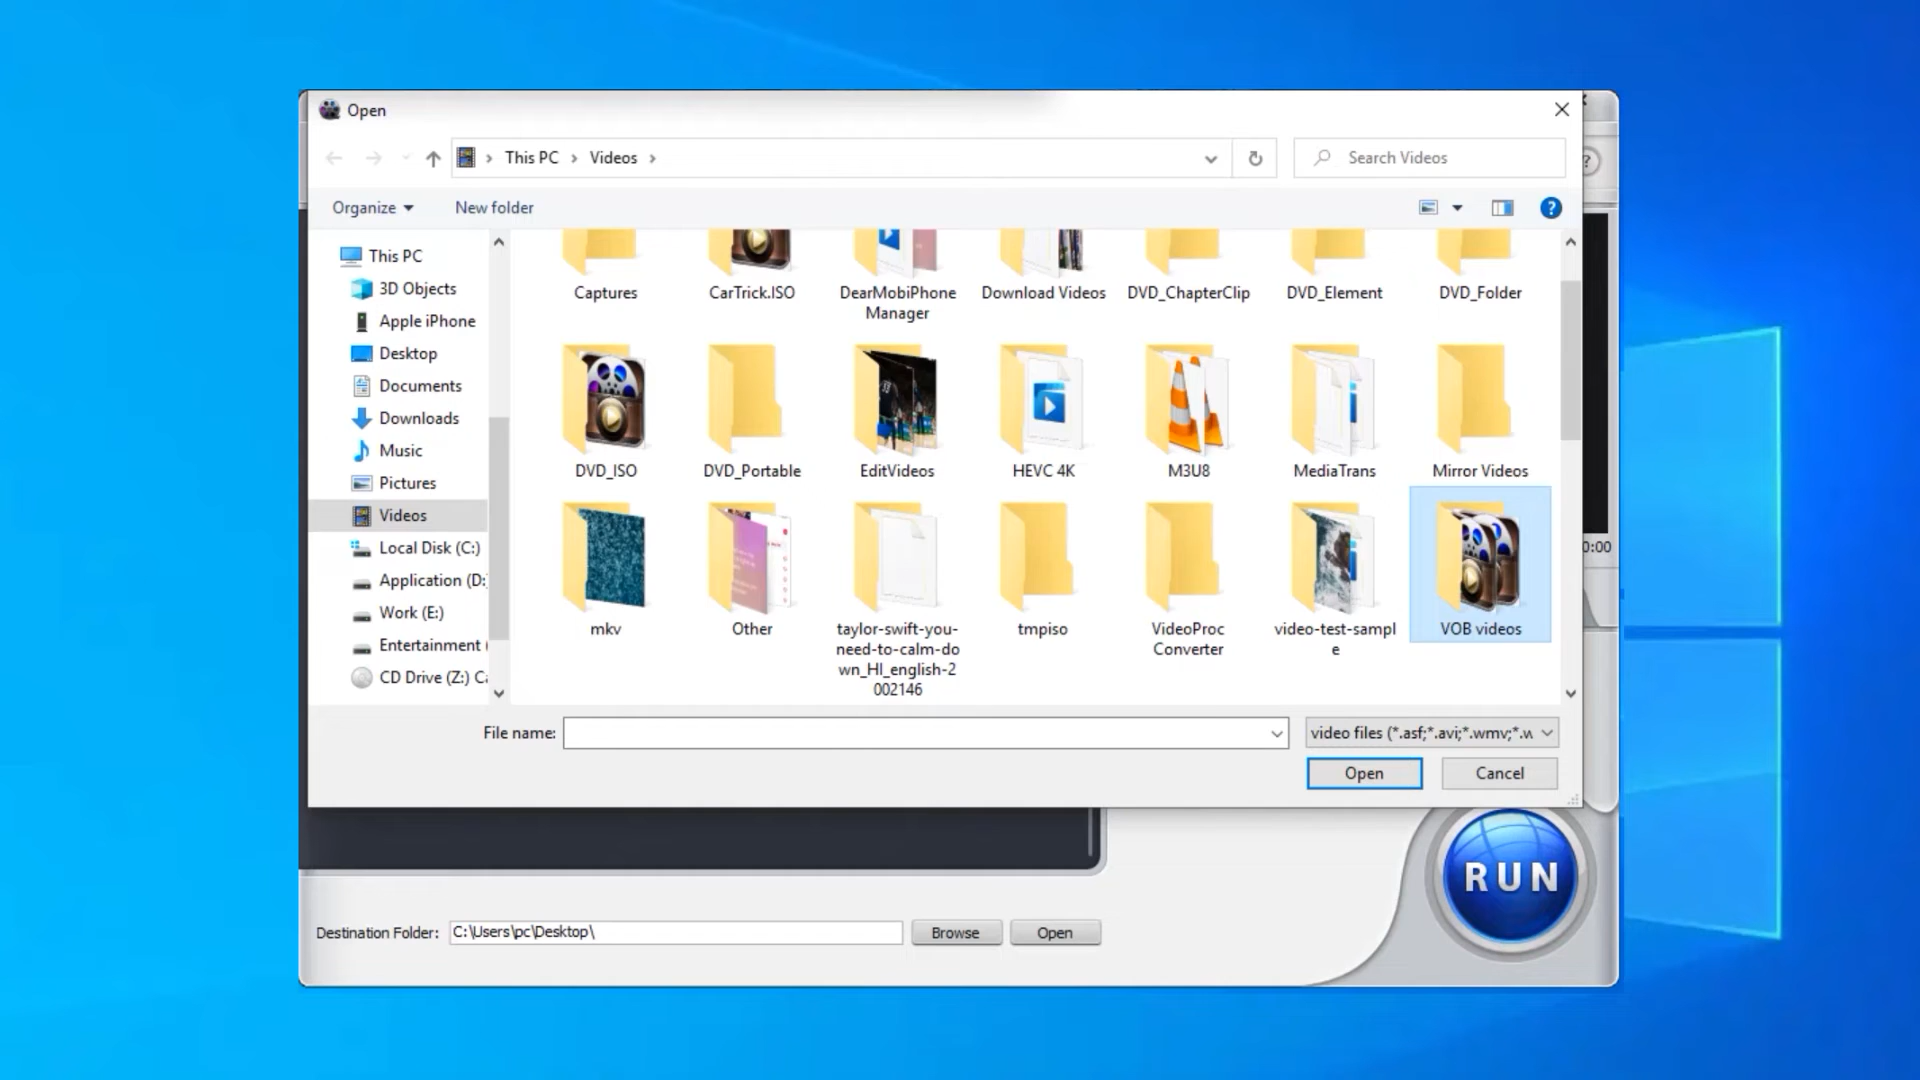 Open
This PC
Videos
Search Videos
Organize
New folder
This PC
3D Objects
Apple iPhone
Desktop
Documents
Downloads
Music
Pictures
Videos
Local Disk (C:)
Application (D:
Work (E:)
Entertainment (
CD Drive (Z:) Ca
Captures
CarTrick.ISO
DearMobiPhone
Manager
Download Videos
DVD_ChapterClip
DVD_Element
DVD_Folder
DVD_ISO
DVD_Portable
EditVideos
HEVC 4K
M3U8
MediaTrans
Mirror Videos
mkv
Other
taylor-swift-you-
need-to-calm-do
wn_HI_english-2
002146
tmpiso
VideoProc
Converter
video-test-sampl
e
VOB videos
0:00
File name:
video files (*.asf;*.avi;*.wmv;*.w
Open
Cancel
RUN
Destination Folder:
C:\Users\pc\Desktop\
Browse
Open